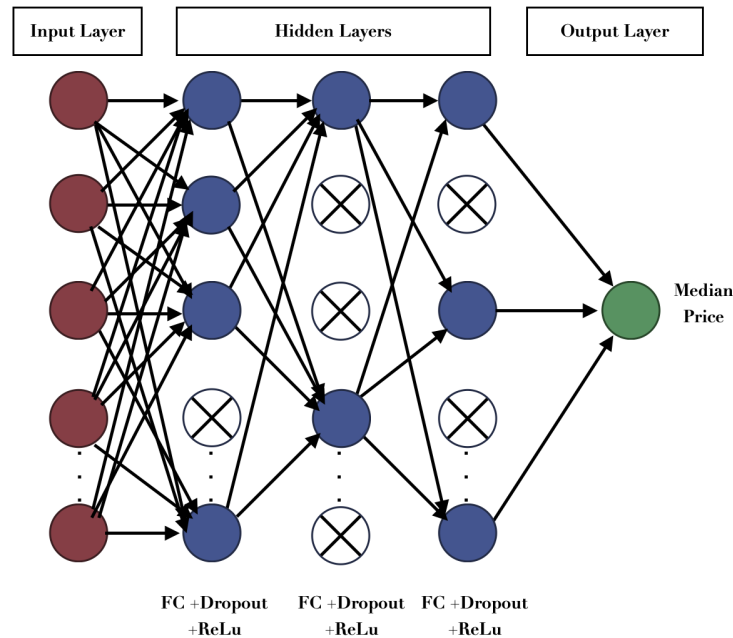 Input Layer
Hidden Layers
Output Layer
Median
Price
FC +Dropout
+ReLu
FC +Dropout
+ReLu
FC +Dropout
+ReLu